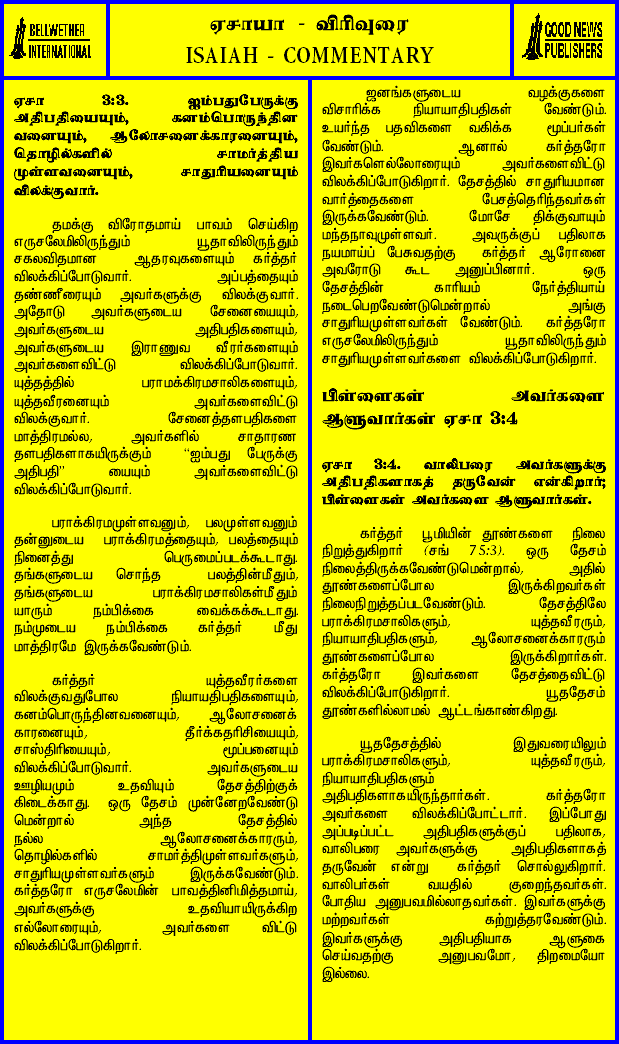 BELLWETHER
INTERNATIONAL
ஏசாயா - விரிவுரை
ISAIAH - COMMENTARY
GOOD NEWS
PUBLISHERS
ஏசா 3:3. ஐம்பதுபேருக்கு
அதிபதியையும், கனம்பொருந்தின
வனையும், ஆலோசனைக்காரனையும்,
தொழில்களில் சாமர்த்திய
முள்ளவனையும், சாதுரியனையும்
விலக்குவார்.
தமக்கு விரோதமாய் பாவம் செய்கிற
எருசலேமிலிருந்தும் யூதாவிலிருந்தும்
சகலவிதமான ஆதரவுகளையும் கர்த்தர்
விலக்கிப்போடுவார். அப்பத்தையும்
தண்ணீரையும் அவர்களுக்கு விலக்குவார்.
அதோடு அவர்களுடைய சேனையையும்,
அவர்களுடைய அதிபதிகளையும்,
அவர்களுடைய இராணுவ வீரர்களையும்
அவர்களைவிட்டு விலக்கிப்போடுவார்.
யுத்தத்தில் பராமக்கிரமசாலிகளையும்,
யுத்தவீரனையும் அவர்களைவிட்டு
விலக்குவார். சேனைத்தளபதிகளை
மாத்திரமல்ல, அவர்களில் சாதாரண
தளபதிகளாகயிருக்கும் “ஐம்பது பேருக்கு
அதிபதி” யையும் அவர்களைவிட்டு
விலக்கிப்போடுவார்.
பராக்கிரமமுள்ளவனும், பலமுள்ளவனும்
தன்னுடைய பராக்கிரமத்தையும், பலத்தையும்
நினைத்து பெருமைப்படக்கூடாது.
தங்களுடைய சொந்த பலத்தின்மீதும்,
தங்களுடைய பராக்கிரமசாலிகள்மீதும்
யாரும் நம்பிக்கை வைக்கக்கூடாது.
நம்முடைய நம்பிக்கை கர்த்தர் மீது
மாத்திரமே இருக்கவேண்டும்.
கர்த்தர் யுத்தவீரர்களை
விலக்குவதுபோல நியாயதிபதிகளையும்,
கனம்பொருந்தினவனையும், ஆலோசனைக்
காரனையும், தீர்க்கதரிசியையும்,
சாஸ்திரியையும், மூப்பனையும்
விலக்கிப்போடுவார். அவர்களுடைய
ஊழியமும் உதவியும் தேசத்திற்குக்
கிடைக்காது. ஒரு தேசம் முன்னேறவேண்டு
மென்றால் அந்த தேசத்தில்
நல்ல ஆலோசனைக்காரரும்,
தொழில்களில் சாமர்த்திமுள்ளவர்களும்,
சாதுரியமுள்ளவர்களும் இருக்கவேண்டும்.
கர்த்தரோ எருசலேமின் பாவத்தினிமித்தமாய்,
அவர்களுக்கு உதவியாயிருக்கிற
எல்லோரையும், அவர்களை விட்டு
விலக்கிப்போடுகிறார்.
ஜனங்களுடைய வழக்குகளை
விசாரிக்க நியாயாதிபதிகள் வேண்டும்.
உயர்ந்த பதவிகளை வகிக்க மூப்பர்கள்
வேண்டும். ஆனால் கர்த்தரோ
இவர்களெல்லோரையும் அவர்களைவிட்டு
விலக்கிப்போடுகிறார். தேசத்தில் சாதுரியமான
வார்த்தைகளை பேசத்தெரிந்தவர்கள்
இருக்கவேண்டும். மோசே திக்குவாயும்
மந்தநாவுமுள்ளவர். அவருக்குப் பதிலாக
நயமாய்ப் பேசுவதற்கு கர்த்தர் ஆரோனை
அவரோடு கூட அனுப்பினார். ஒரு
தேசத்தின் காரியம் நேர்த்தியாய்
நடைபெறவேண்டுமென்றால் அங்கு
சாதுரியமுள்ளவர்கள் வேண்டும். கர்த்தரோ
எருசலேமிலிருந்தும் யூதாவிலிருந்தும்
சாதுரியமுள்ளவர்களை விலக்கிப்போடுகிறார்.
பிள்ளைகள் அவர்களை
ஆளுவார்கள் ஏசா 3:4
ஏசா 3:4. வாலிபரை அவர்களுக்கு
அதிபதிகளாகத் தருவேன் என்கிறார்;
பிள்ளைகள் அவர்களை ஆளுவார்கள்.
கர்த்தர் பூமியின் தூண்களை நிலை
நிறுத்துகிறார் (சங் 75:3). ஒரு தேசம்
நிலைத்திருக்கவேண்டுமென்றால், அதில்
தூண்களைப்போல இருக்கிறவர்கள்
நிலைநிறுத்தப்படவேண்டும். தேசத்திலே
பராக்கிரமசாலிகளும், யுத்தவீரரும்,
நியாயாதிபதிகளும், ஆலோசனைக்காரரும்
தூண்களைப்போல இருக்கிறார்கள்.
கர்த்தரோ இவர்களை தேசத்தைவிட்டு
விலக்கிப்போடுகிறார். யூததேசம்
தூண்களில்லாமல் ஆட்டங்காண்கிறது.
யூததேசத்தில் இதுவரையிலும்
பராக்கிரமசாலிகளும், யுத்தவீரரும்,
நியாயாதிபதிகளும்
அதிபதிகளாகயிருந்தார்கள். கர்த்தரோ
அவர்களை விலக்கிப்போட்டார். இப்போது
அப்படிப்பட்ட அதிபதிகளுக்குப் பதிலாக,
வாலிபரை அவர்களுக்கு அதிபதிகளாகத்
தருவேன் என்று கர்த்தர் சொல்லுகிறார்.
வாலிபர்கள் வயதில் குறைந்தவர்கள்.
போதிய அனுபவமில்லாதவர்கள். இவர்களுக்கு
மற்றவர்கள் கற்றுத்தரவேண்டும்.
இவர்களுக்கு அதிபதியாக ஆளுகை
செய்வதற்கு அனுபவமோ, திறமையோ
இல்லை.